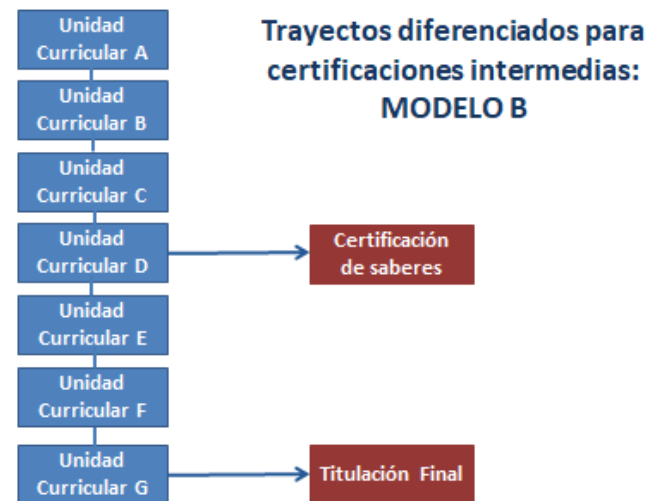 Trayectos diferenciados para
certificaciones intermedias:
MODELO B
Unidad
Curricular A
Unidad
Curricular B
Unidad
Curricular C
Unidad
Curricular D
Certificación
de saberes
Unidad
Curricular E
Unidad
Curricular F
Unidad
Curricular G
Titulación Final